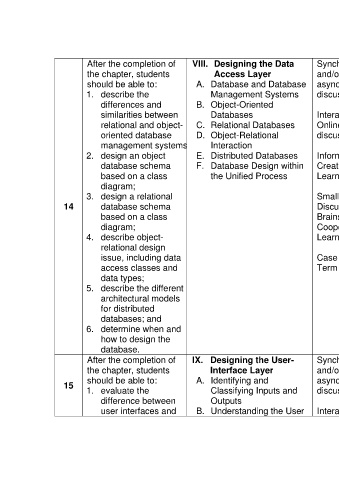 14
After the completion of
the chapter, students
should be able to:
1. describe the
differences and
similarities between
relational and object-
oriented database
management systems
2. design an object
database schema
based on a class
diagram;
3. design a relational
database schema
based on a class
diagram;
4. describe object-
relational design
issue, including data
access classes and
data types;
5. describe the different
architectural models
for distributed
databases; and
6. determine when and
how to design the
database.
VIII. Designing the Data
Access Layer
A. Database and Database
Management Systems
B. Object-Oriented
Databases
C. Relational Databases
D. Object-Relational
Interaction
E. Distributed Databases
F. Database Design within
the Unified Process
Synch
and/o
async
discus
Intera
Onlin
discus
Inforn
Creat
Learn
Small
Discu
Brains
Coope
Learn
Case
Term
15
After the completion of
the chapter, students
should be able to:
1. evaluate the
difference between
user interfaces and
IX. Designing the User-
Interface Layer
A. Identifying and
Classifying Inputs and
Outputs
B. Understanding the User
Synch
and/o
async
discus
Intera